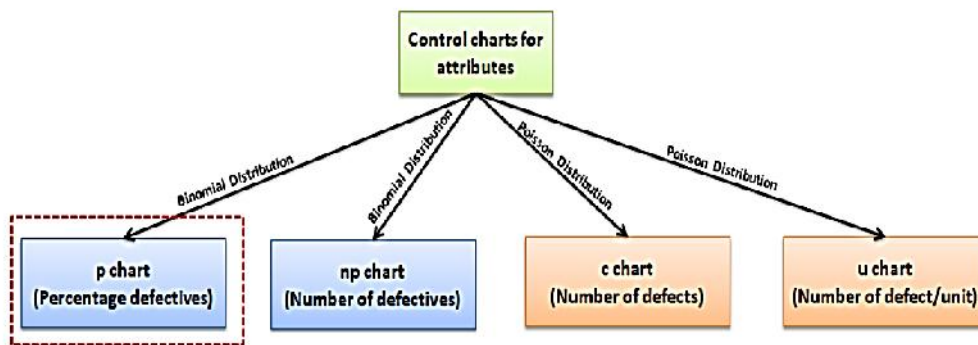 Control charts for
attributes
Binomial Distribution
Binomial Distribution
Poisson Distribution
Poisson Distribution
p chart
(Percentage defectives)
np chart
(Number of defectives)
c chart
(Number of defects)
u chart
(Number of defect/unit)